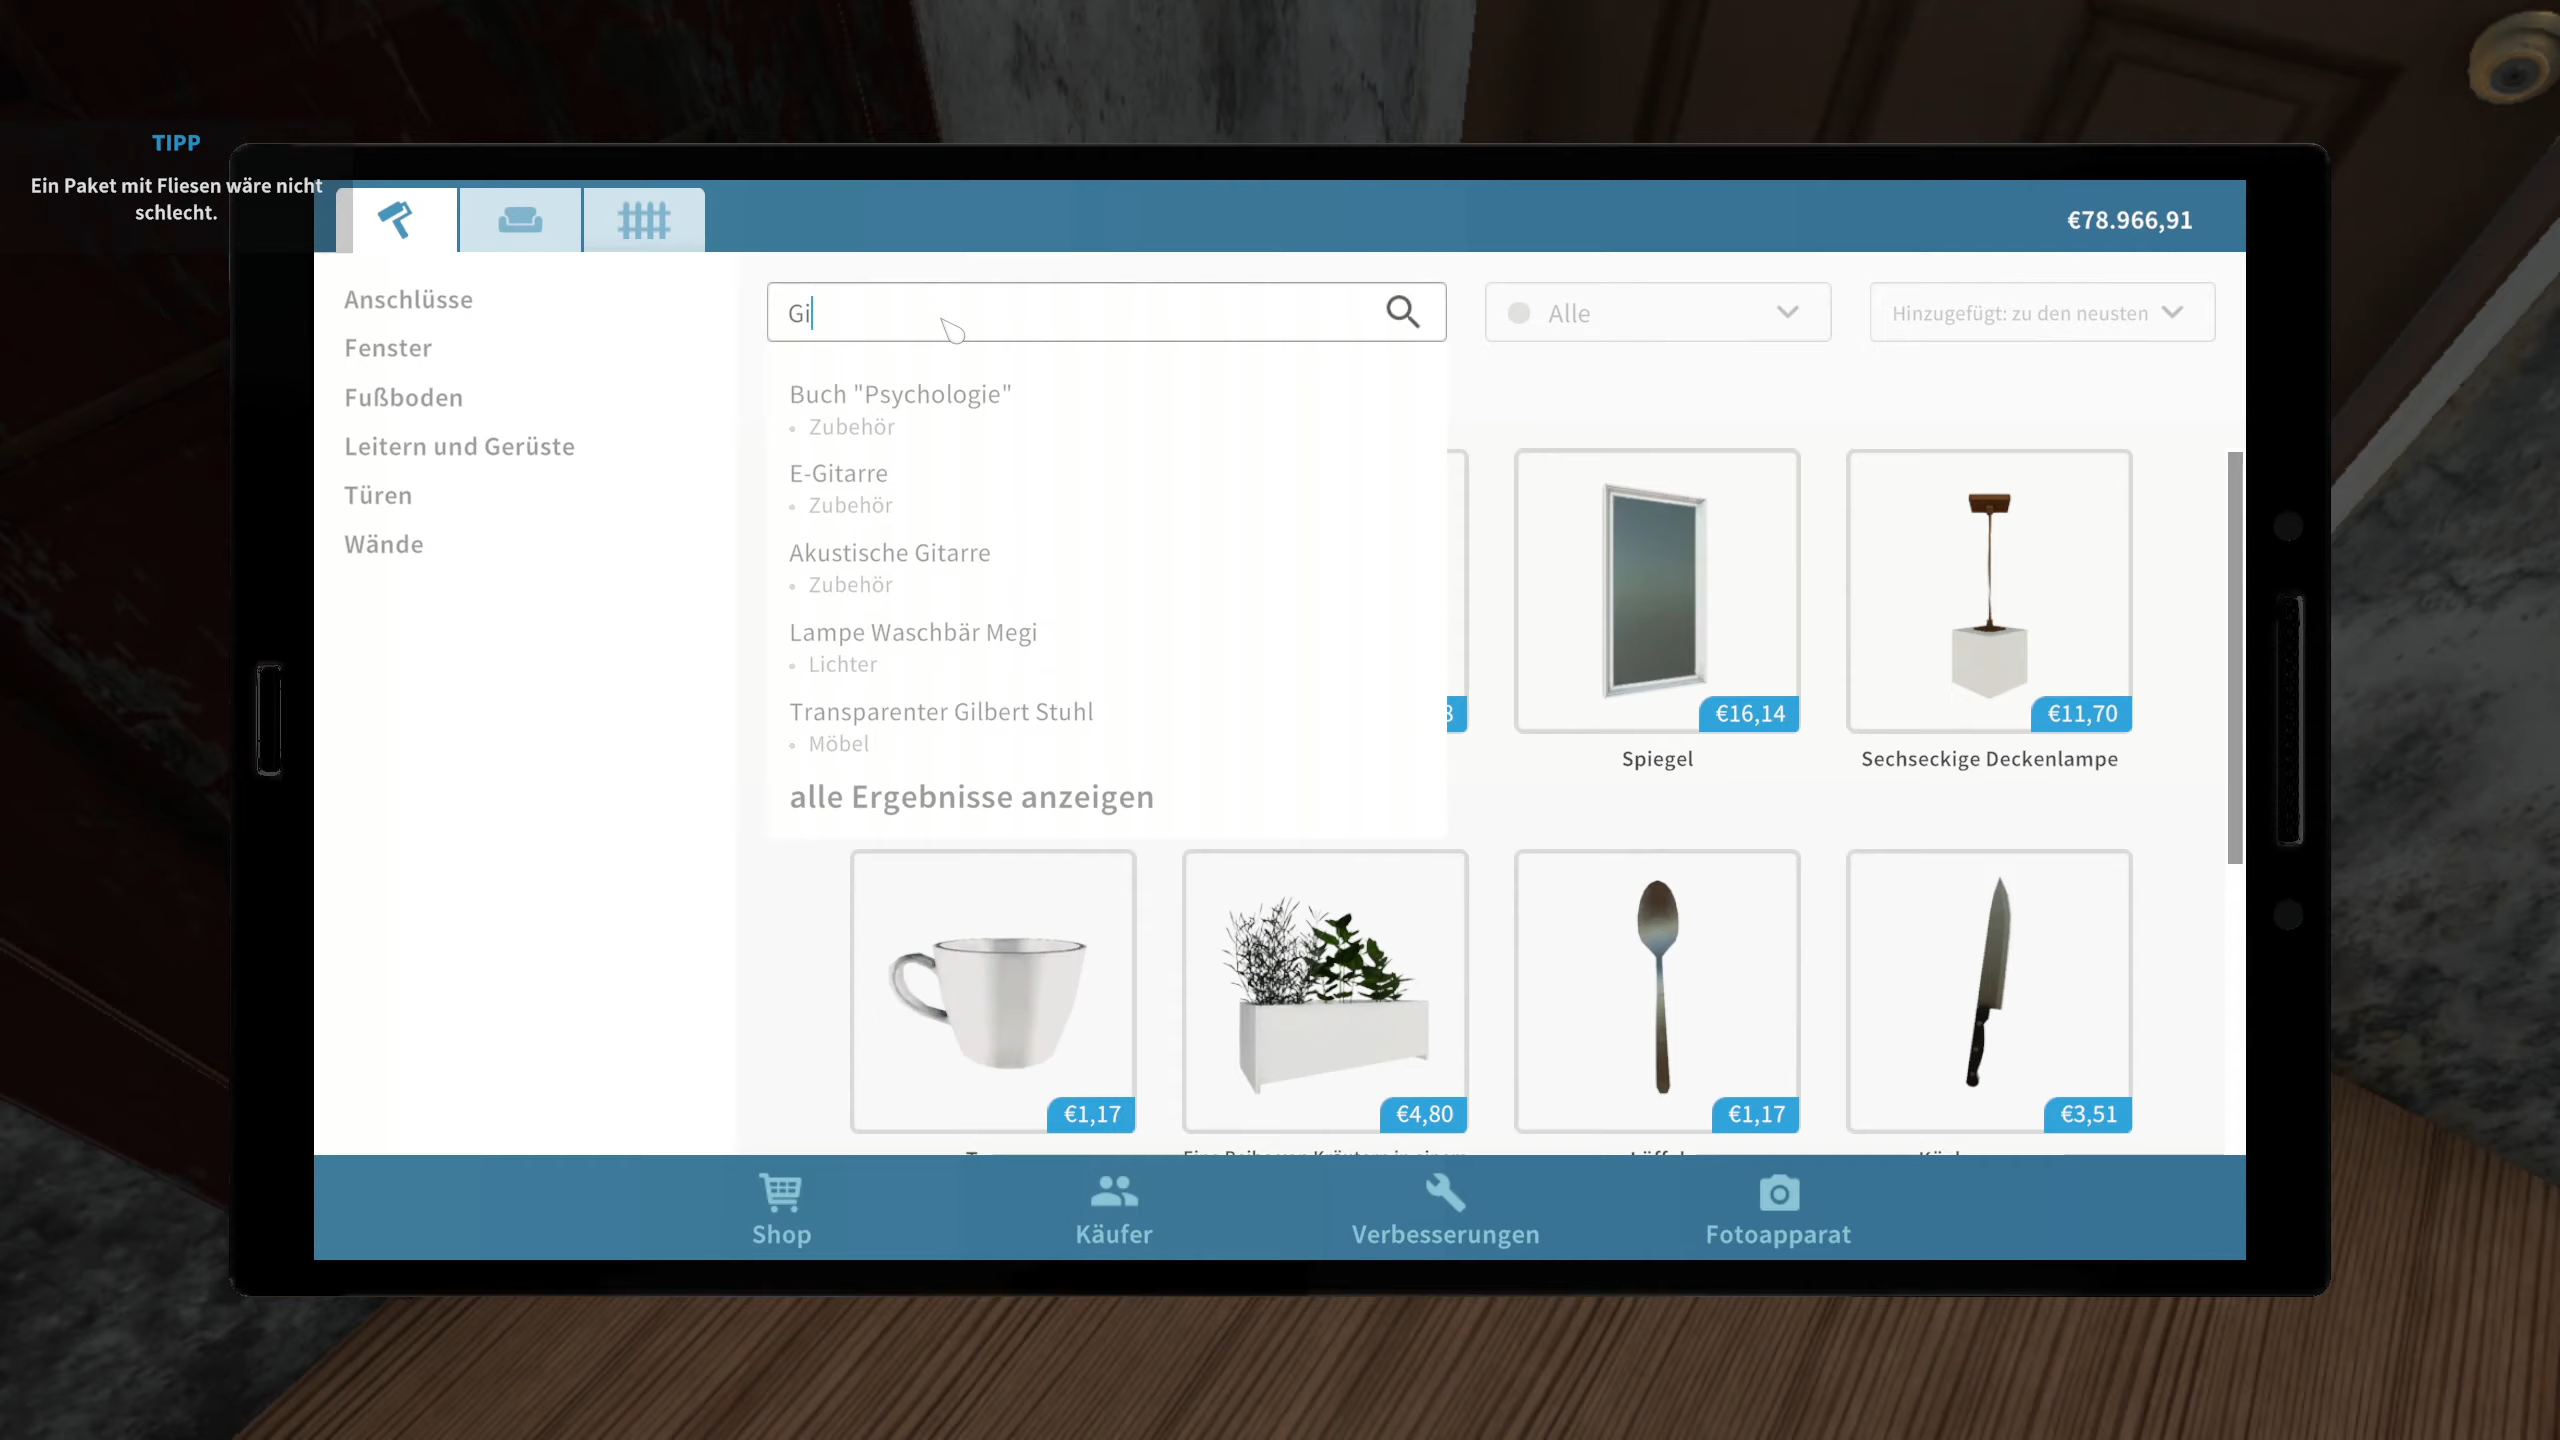 TIPP
Ein Paket mit Fliesen wäre nicht
schlecht.
€78.966,91
Anschlüsse
Fenster
Fußboden
Leitern und Gerüste
Türen
Wände
Gi
Alle
Hinzugefügt: zu den neusten
Buch "Psychologie"
• Zubehör
E-Gitarre
• Zubehör
Akustische Gitarre
• Zubehör
Lampe Waschbär Megi
• Lichter
Transparenter Gilbert Stuhl
• Möbel
alle Ergebnisse anzeigen
€16,14
€11,70
Spiegel
Sechseckige Deckenlampe
€1,17
€4,80
€1,17
€3,51
Shop
Käufer
Verbesserungen
Fotoapparat